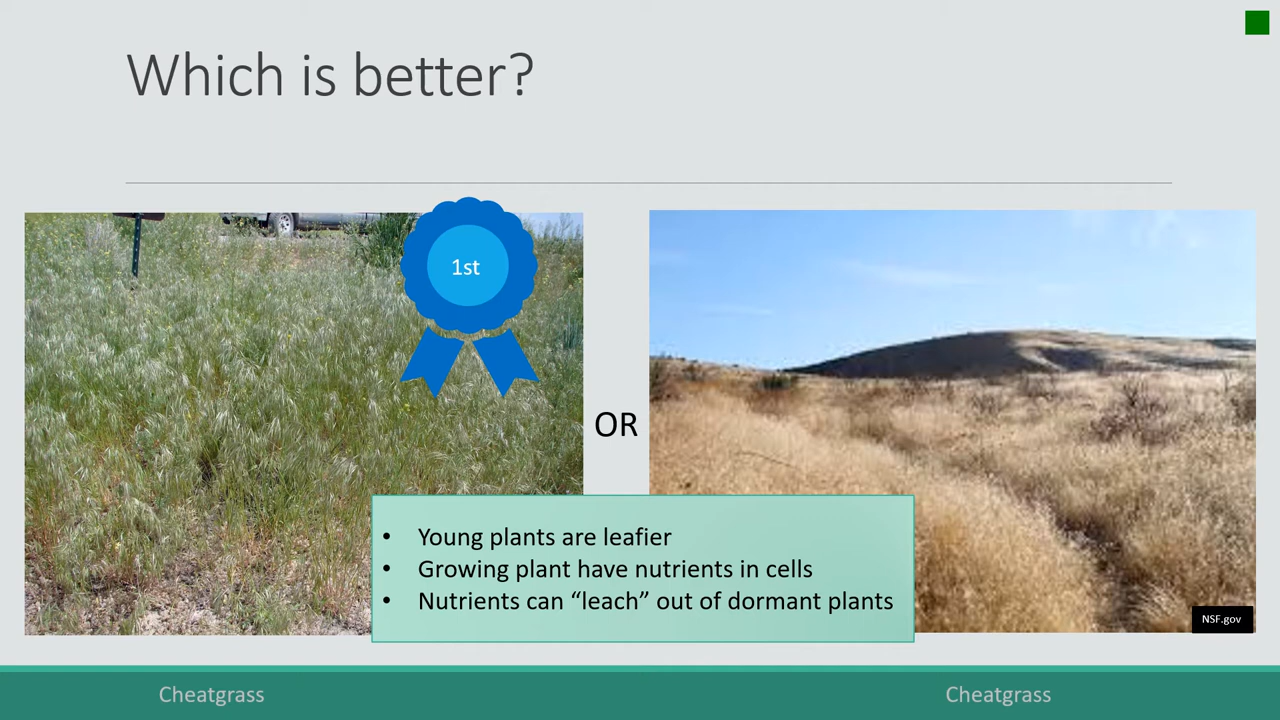 Which is better?
1st
OR
• Young plants are leafier
• Growing plant have nutrients in cells
• Nutrients can “leach” out of dormant plants
NSF.gov
Cheatgrass
Cheatgrass